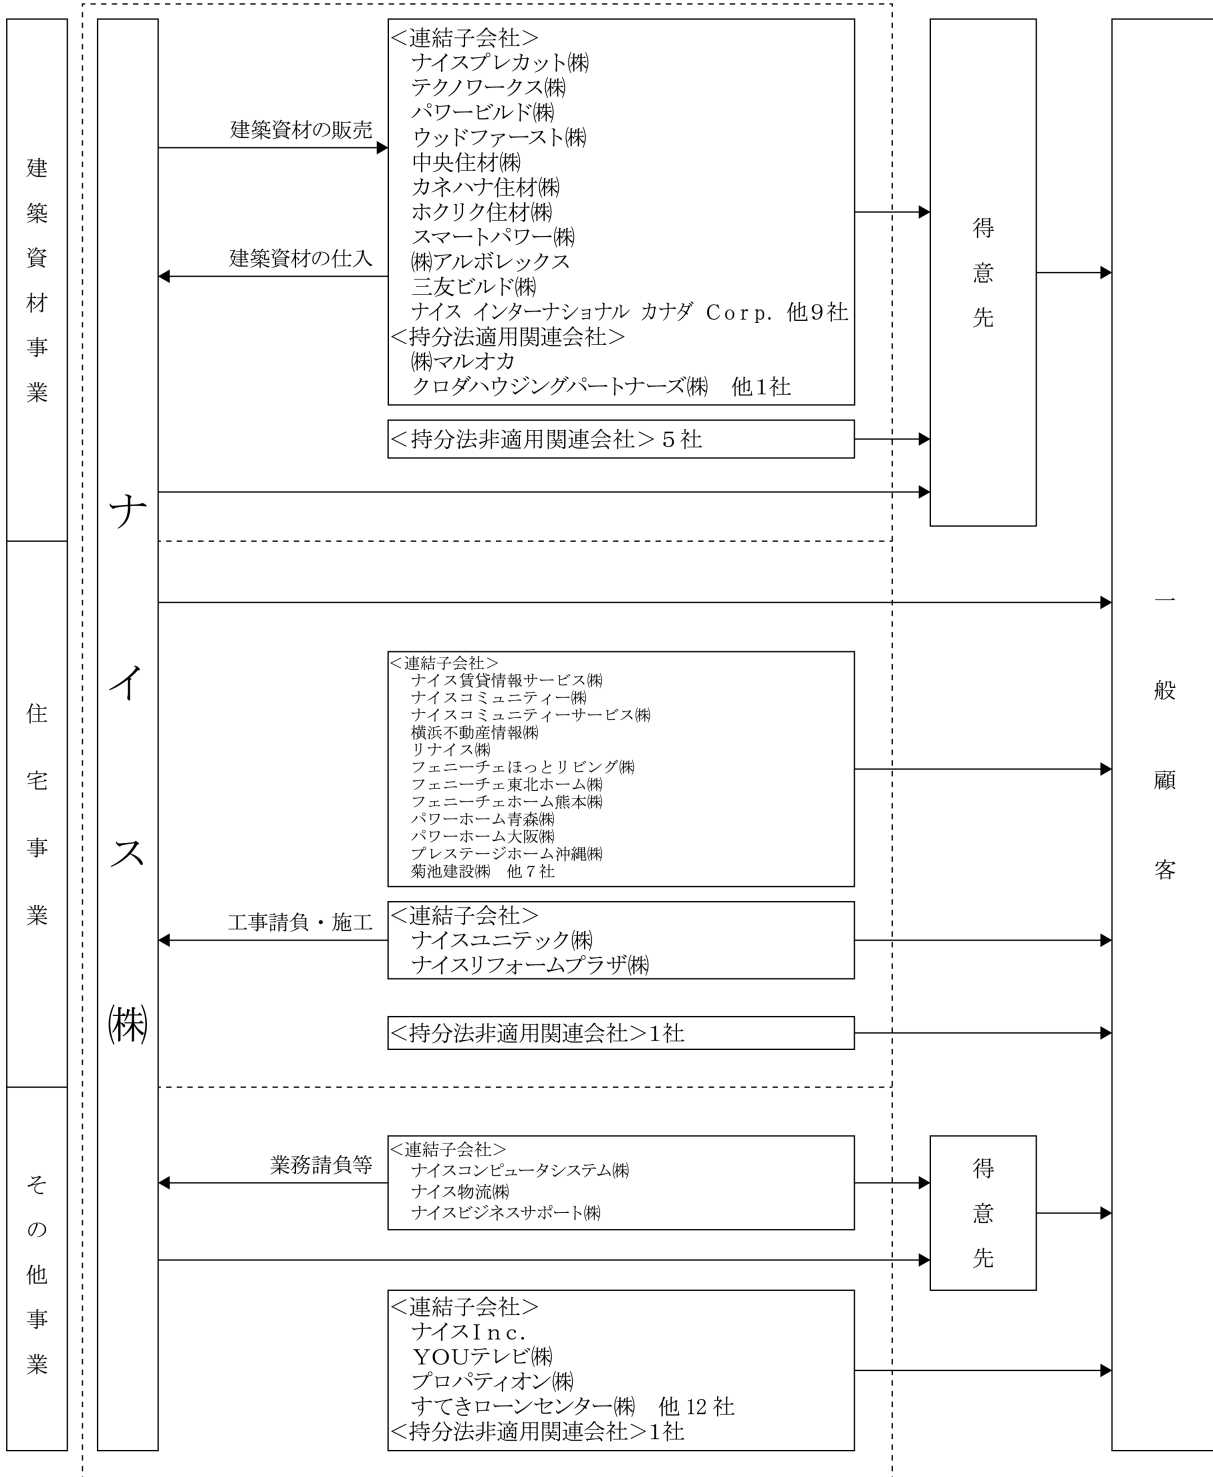 建築資材事業
ナイス㈱
建築資材の販売
建築資材の仕入
＜連結子会社＞
ナイスプレカット㈱
テクノワークス㈱
パワービルド㈱
ウッドファースト㈱
中央住材㈱
カネハナ住材㈱
ホクリク住材㈱
スマートパワー㈱
㈱アルボレックス
三友ビルド㈱
ナイス インターナショナル カナダ Corp. 他9社
＜持分法適用関連会社＞
㈱マルオカ
クロダハウジングパートナーズ㈱　他1社
＜持分法非適用関連会社＞5社
得意先
一般顧客
住宅事業
＜連結子会社＞
ナイス賃貸情報サービス㈱
ナイスコミュニティー㈱
ナイスコミュニティーサービス㈱
横浜不動産情報㈱
リナイス㈱
フェニーチェほっとリビング㈱
フェニーチェ東北ホーム㈱
フェニーチェホーム熊本㈱
パワーホーム青森㈱
パワーホーム大阪㈱
プレステージホーム沖縄㈱
菊池建設㈱　他7社
工事請負・施工
＜連結子会社＞
ナイスユニテック㈱
ナイスリフォームプラザ㈱
＜持分法非適用関連会社＞1社
その他事業
業務請負等
＜連結子会社＞
ナイスコンピュータシステム㈱
ナイス物流㈱
ナイスビジネスサポート㈱
得意先
＜連結子会社＞
ナイスInc.
YOUテレビ㈱
プロパティオン㈱
すてきローンセンター㈱　他12社
＜持分法非適用関連会社＞1社